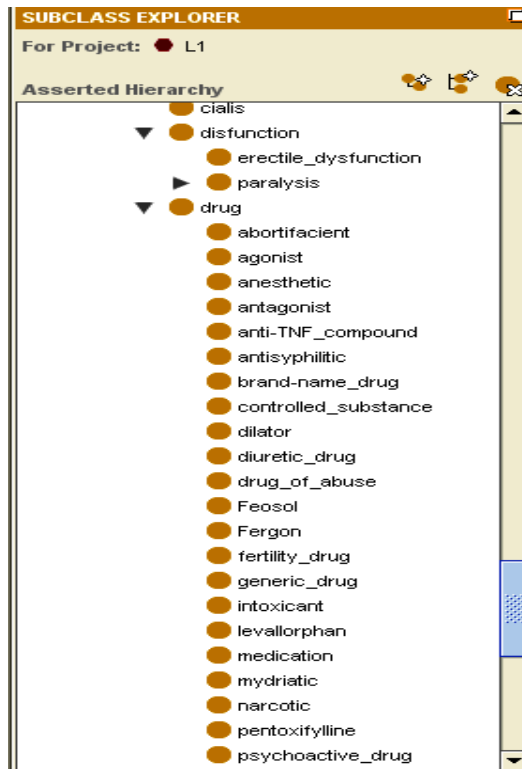 SUBCLASS EXPLORER
For Project: L1
Asserted Hierarchy
cialis
disfunction
erectile_dysfunction
paralysis
drug
abortifacient
agonist
anesthetic
antagonist
anti-TNF_compound
antisyphilitic
brand-name_drug
controlled_substance
dilator
diuretic_drug
drug_of_abuse
Feosol
Fergon
fertility_drug
generic_drug
intoxicant
levallorphan
medication
mydriatic
narcotic
pentoxifylline
psychoactive_drug